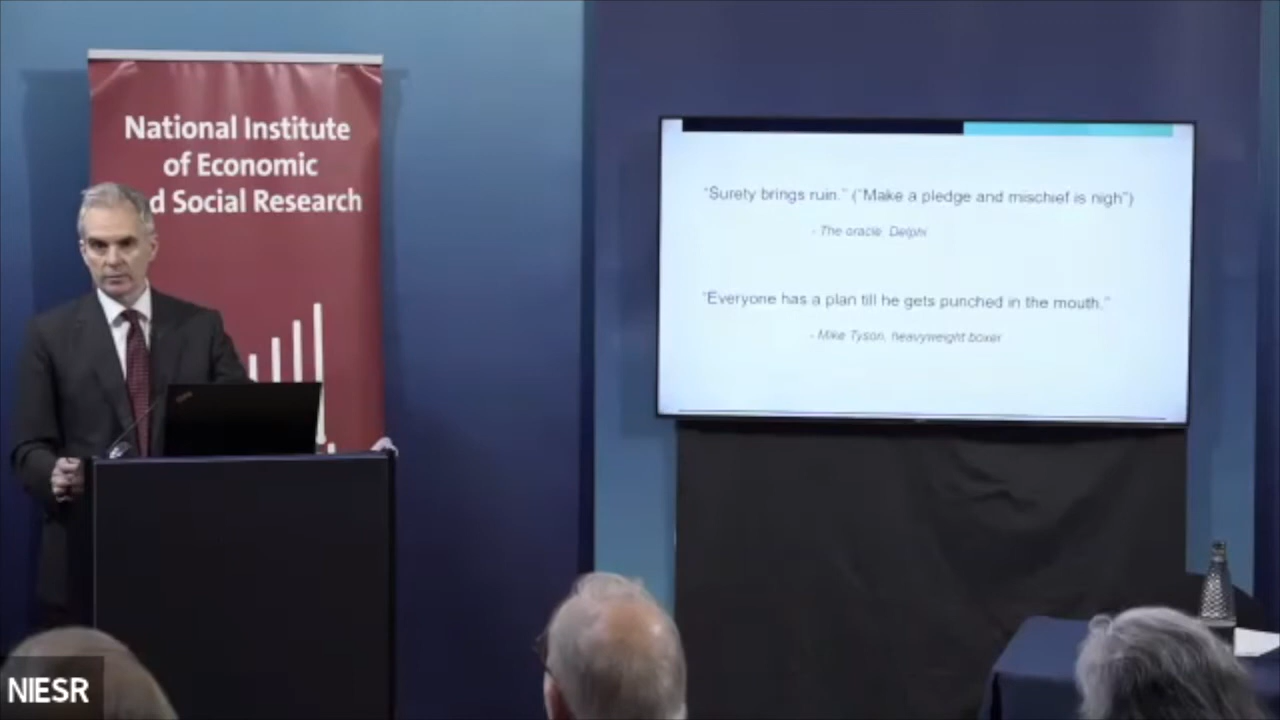 National Institute
of Economic
d Social Research
"Surety brings ruin." ("Make a pledge and mischief is nigh")
- The oracle, Delphi
"Everyone has a plan till he gets punched in the mouth."
- Mike Tyson, heavyweight boxer
NIESR